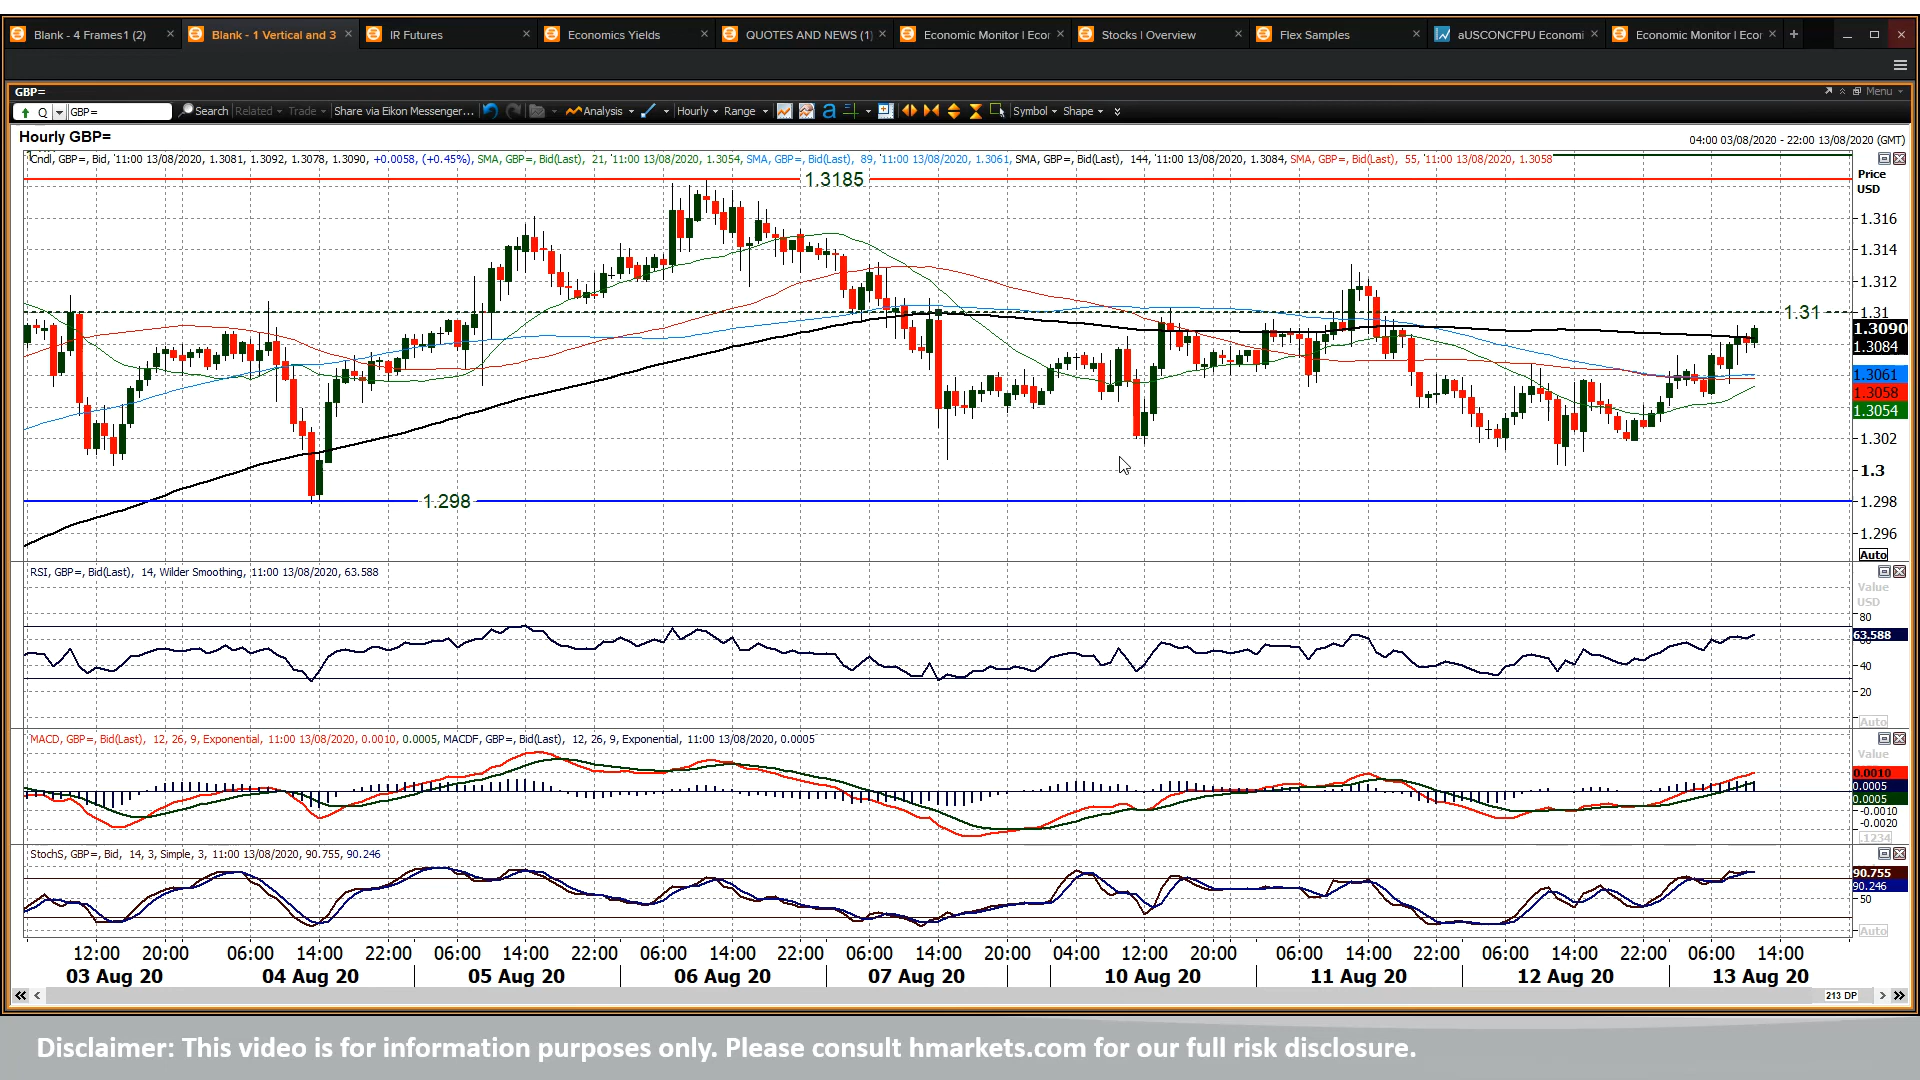 Blank - 4 Frames1 (2)
Blank - 1 Vertical and 3
IR Futures
Economics Yields
QUOTES AND NEWS (1)
Economic Monitor | Ecor
Stocks | Overview
Flex Samples
aUSCONCFPU Economi
Economic Monitor | Ecor
GBP=
Menu
Q GBP= Search Related Trade Share via Eikon Messenger... Analysis Hourly Range a Symbol Shape
Hourly GBP=
04:00 03/08/2020 - 22:00 13/08/2020 (GMT)
Cndl, GBP=, Bid, 11:00 13/08/2020, 1.3081, 1.3092, 1.3078, 1.3090, +0.0058, (+0.45%), SMA, GBP=, Bid(Last), 21, 11:00 13/08/2020, 1.3054, SMA, GBP=, Bid(Last), 89, 11:00 13/08/2020, 1.3061, SMA, GBP=, Bid(Last), 144, 11:00 13/08/2020, 1.3084, SMA, GBP=, Bid(Last), 55, 11:00 13/08/2020, 1.3058
Price
USD
1.3185
1.316
1.314
1.312
1.31
1.31
1.3090
1.3084
1.3061
1.3058
1.3054
1.302
1.3
1.298
1.298
1.296
Auto
RSI, GBP=, Bid(Last), 14, Wilder Smoothing, 11:00 13/08/2020, 63.588
Value
USD
80
63.588
40
20
Auto
MACD, GBP=, Bid(Last), 12, 26, 9, Exponential, 11:00 13/08/2020, 0.0010, 0.0005, MACDF, GBP=, Bid(Last), 12, 26, 9, Exponential, 11:00 13/08/2020, 0.0005
Value
0.0010
0.0005
0.0005
-0.0010
-0.0020
.1234
StochS, GBP=, Bid, 14, 3, Simple, 3, 11:00 13/08/2020, 90.755, 90.246
90.755
90.246
50
Auto
12:00 20:00 06:00 14:00 22:00 06:00 14:00 22:00 06:00 14:00 22:00 06:00 14:00 20:00 04:00 12:00 20:00 06:00 14:00 22:00 06:00 14:00 22:00 06:00 14:00
03 Aug 20 04 Aug 20 05 Aug 20 06 Aug 20 07 Aug 20 10 Aug 20 11 Aug 20 12 Aug 20 13 Aug 20
213 DP
Disclaimer: This video is for information purposes only. Please consult hmarkets.com for our full risk disclosure.